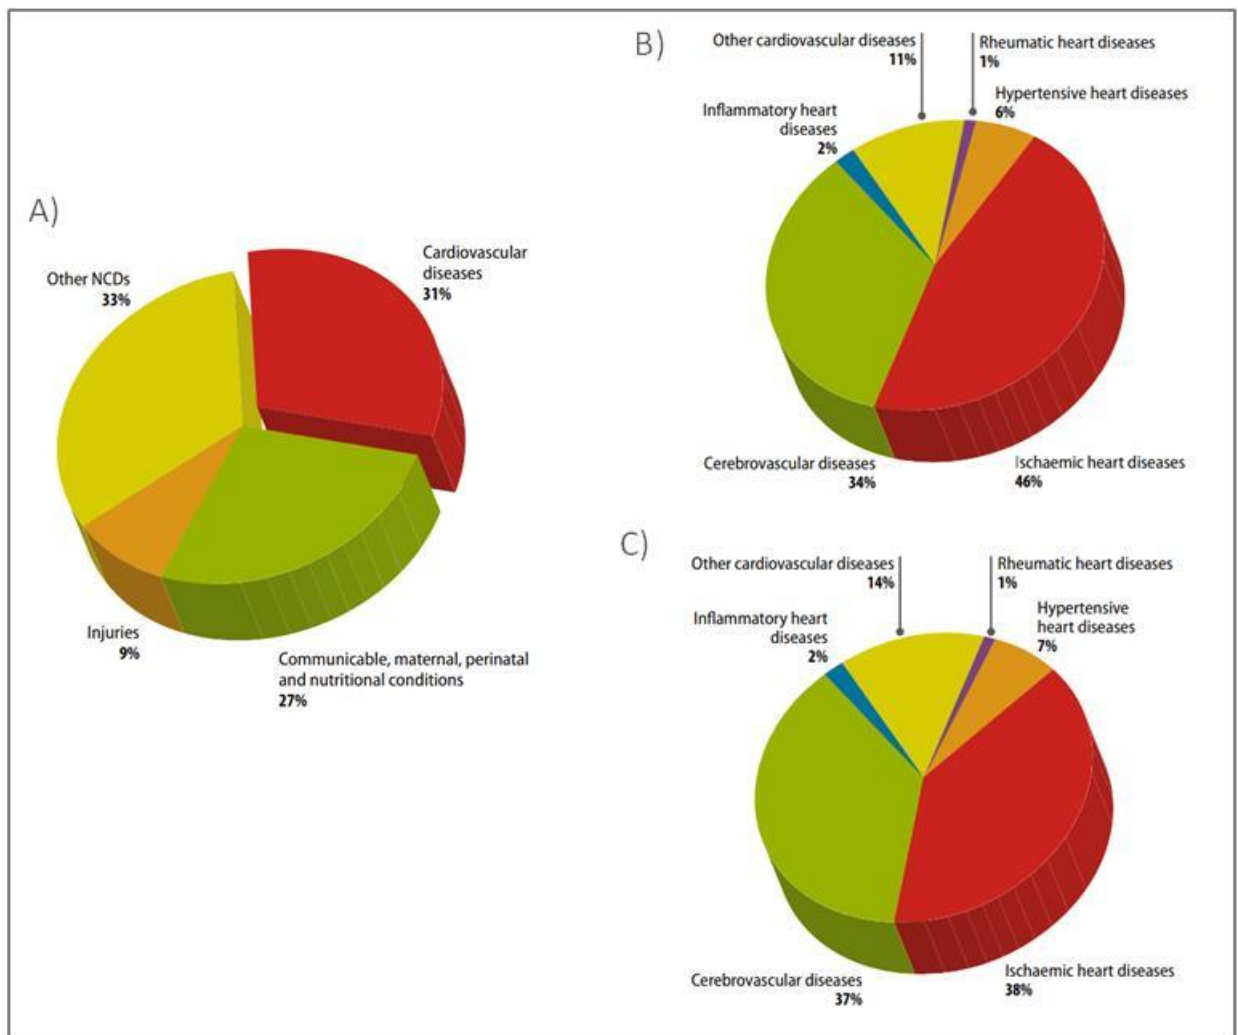 A)
Other NCDs
33%
Cardiovascular
diseases
31%
Injuries
9%
Communicable, maternal, perinatal
and nutritional conditions
27%
B)
Other cardiovascular diseases
11%
Rheumatic heart diseases
1%
Hypertensive heart diseases
6%
Inflammatory heart
diseases
2%
Cerebrovascular diseases
34%
Ischaemic heart diseases
46%
C)
Other cardiovascular diseases
14%
Rheumatic heart diseases
1%
Hypertensive
heart diseases
7%
Inflammatory heart
diseases
2%
Cerebrovascular diseases
37%
Ischaemic heart diseases
38%